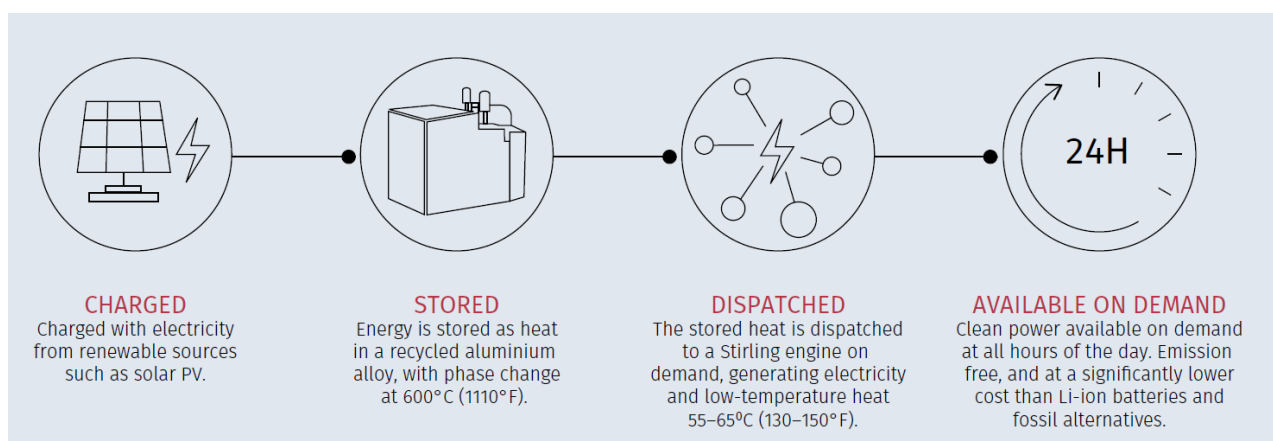 24H
CHARGED
Charged with electricity
from renewable sources
such as solar PV.
STORED
Energy is stored as heat
in a recycled aluminium
alloy, with phase change
at 600°C (1110°F).
DISPATCHED
The stored heat is dispatched
to a Stirling engine on
demand, generating electricity
and low-temperature heat
55–65⁰C (130–150°F).
AVAILABLE ON DEMAND
Clean power available on demand
at all hours of the day. Emission
free, and at a significantly lower
cost than Li-ion batteries and
fossil alternatives.